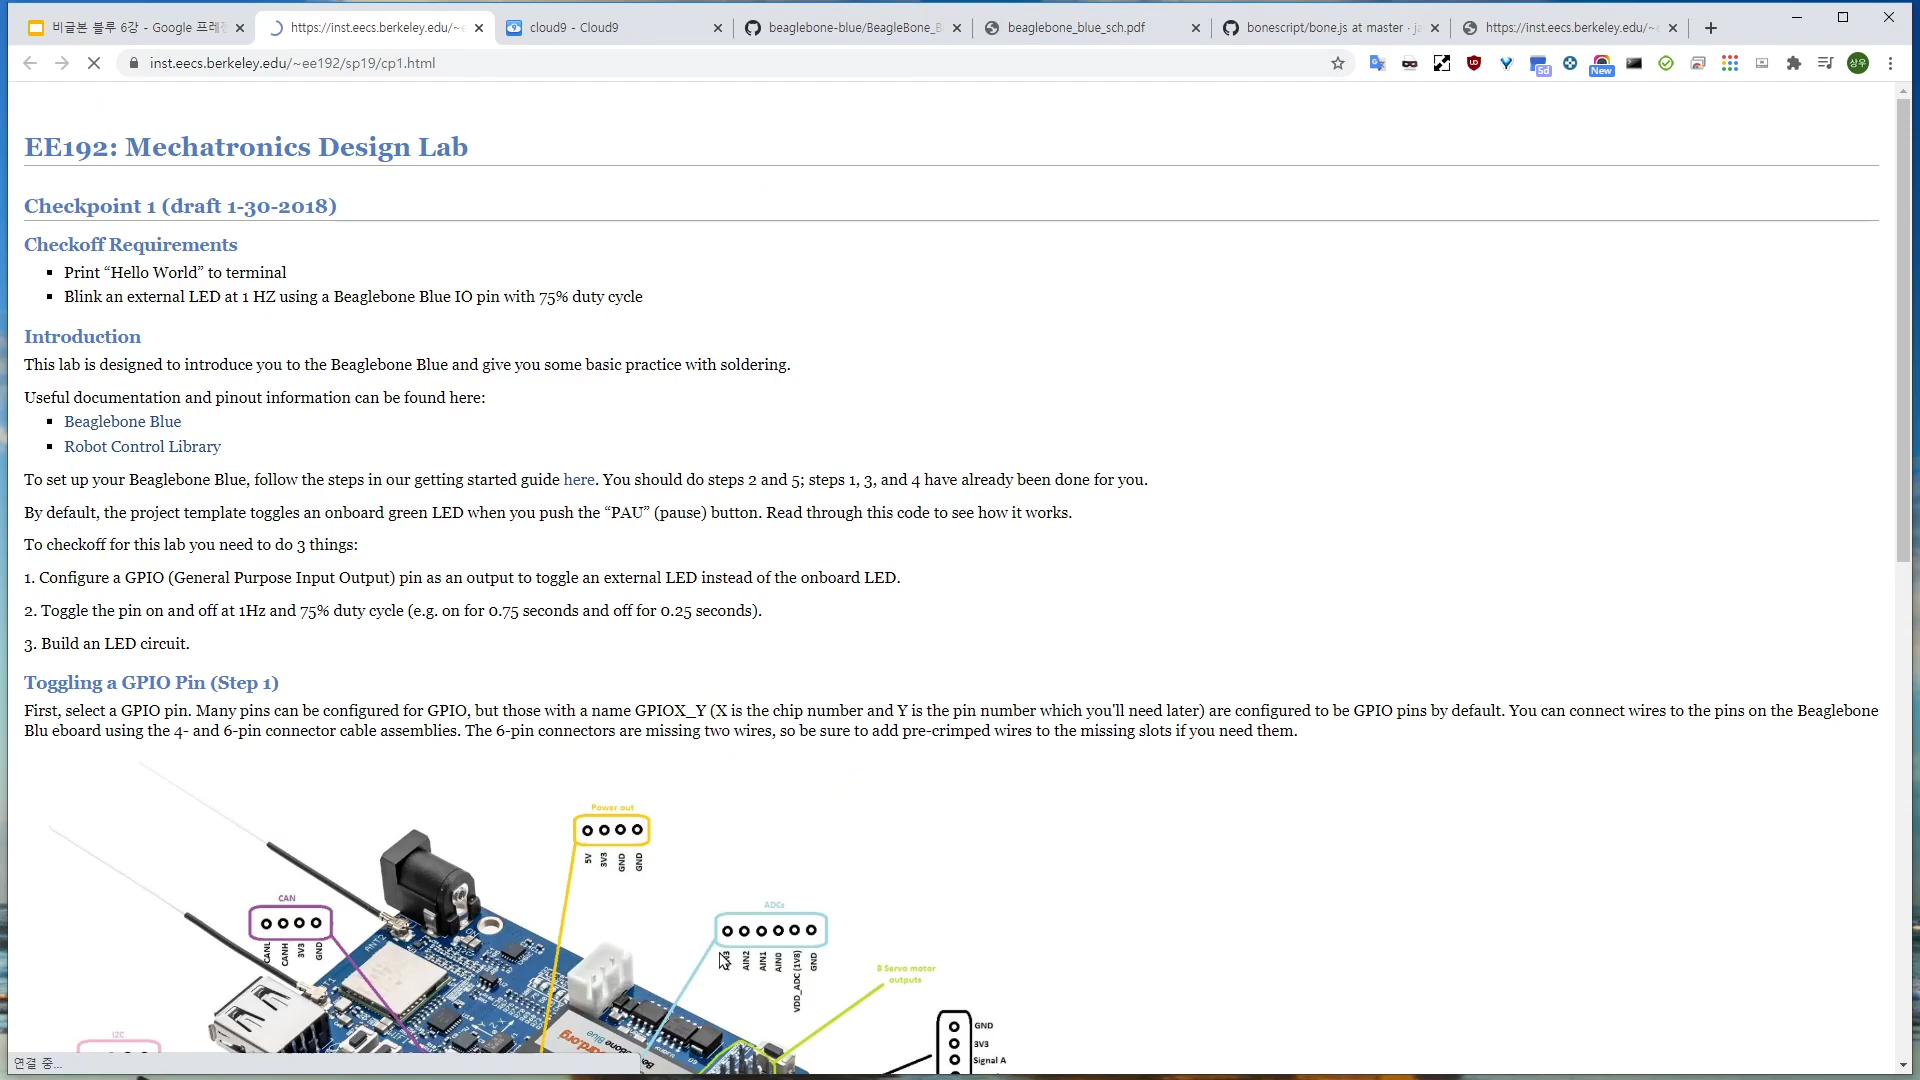 비글본 블루 6강 - Google 프레
https://inst.eecs.berkeley.edu/~e
cloud9 - Cloud9
beaglebone-blue/BeagleBone_B
beaglebone_blue_sch.pdf
bonescript/bone.js at master · ja
https://inst.eecs.berkeley.edu/~e
inst.eecs.berkeley.edu/~ee192/sp19/cp1.html
5d
New
상우
EE192: Mechatronics Design Lab
Checkpoint 1 (draft 1-30-2018)
Checkoff Requirements
▪ Print “Hello World” to terminal
▪ Blink an external LED at 1 HZ using a Beaglebone Blue IO pin with 75% duty cycle
Introduction
This lab is designed to introduce you to the Beaglebone Blue and give you some basic practice with soldering.
Useful documentation and pinout information can be found here:
▪ Beaglebone Blue
▪ Robot Control Library
To set up your Beaglebone Blue, follow the steps in our getting started guide here. You should do steps 2 and 5; steps 1, 3, and 4 have already been done for you.
By default, the project template toggles an onboard green LED when you push the “PAU” (pause) button. Read through this code to see how it works.
To checkoff for this lab you need to do 3 things:
1. Configure a GPIO (General Purpose Input Output) pin as an output to toggle an external LED instead of the onboard LED.
2. Toggle the pin on and off at 1Hz and 75% duty cycle (e.g. on for 0.75 seconds and off for 0.25 seconds).
3. Build an LED circuit.
Toggling a GPIO Pin (Step 1)
First, select a GPIO pin. Many pins can be configured for GPIO, but those with a name GPIOX_Y (X is the chip number and Y is the pin number which you'll need later) are configured to be GPIO pins by default. You can connect wires to the pins on the Beaglebone
Blu eboard using the 4- and 6-pin connector cable assemblies. The 6-pin connectors are missing two wires, so be sure to add pre-crimped wires to the missing slots if you need them.
Power out
5V
3V3
GND
GND
CAN
CANL
CANH
3V3
GND
ANT2
ON
ADCs
AIN2
AIN1
AIN0
VDD_ADC (1V8)
GND
8 Servo motor
outputs
GND
3V3
Signal A
I2C
연결 중...